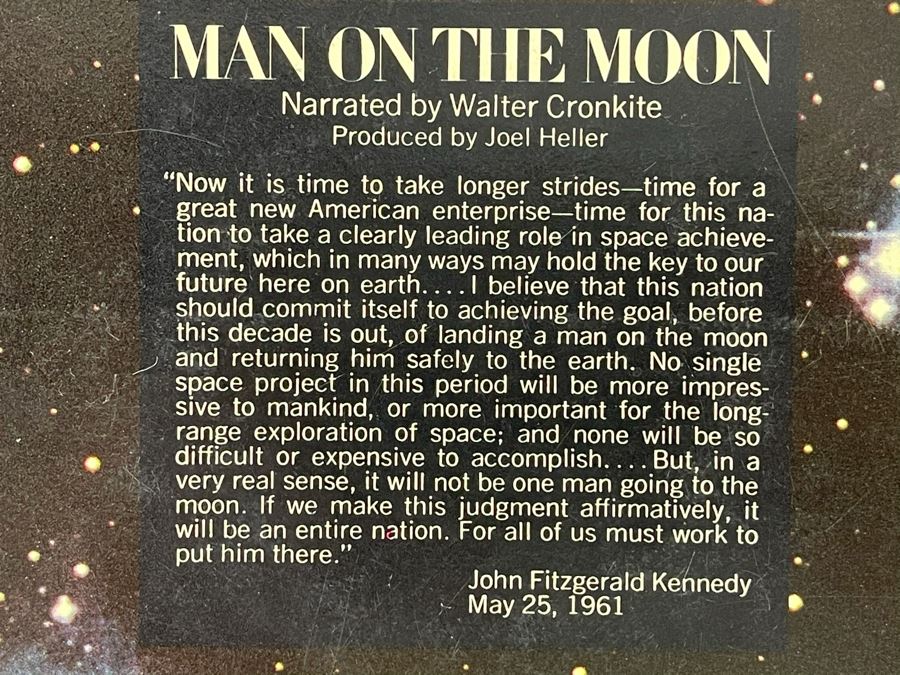 MAN ON THE MOON
Narrated by Walter Cronkite
Produced by Joel Heller
“Now it is time to take longer strides—time for a
great new American enterprise—time for this na-
tion to take a clearly leading role in space achieve-
ment, which in many ways may hold the key to our
future here on earth....I believe that this nation
should commit itself to achieving the goal, before
this decade is out, of landing a man on the moon
and returning him safely to the earth. No single
space project in this period will be more impres-
sive to mankind, or more important for the long-
range exploration of space; and none will be so
difficult or expensive to accomplish....But, in a
very real sense, it will not be one man going to the
moon. If we make this judgment affirmatively, it
will be an entire nation. For all of us must work to
put him there.”
John Fitzgerald Kennedy
May 25, 1961